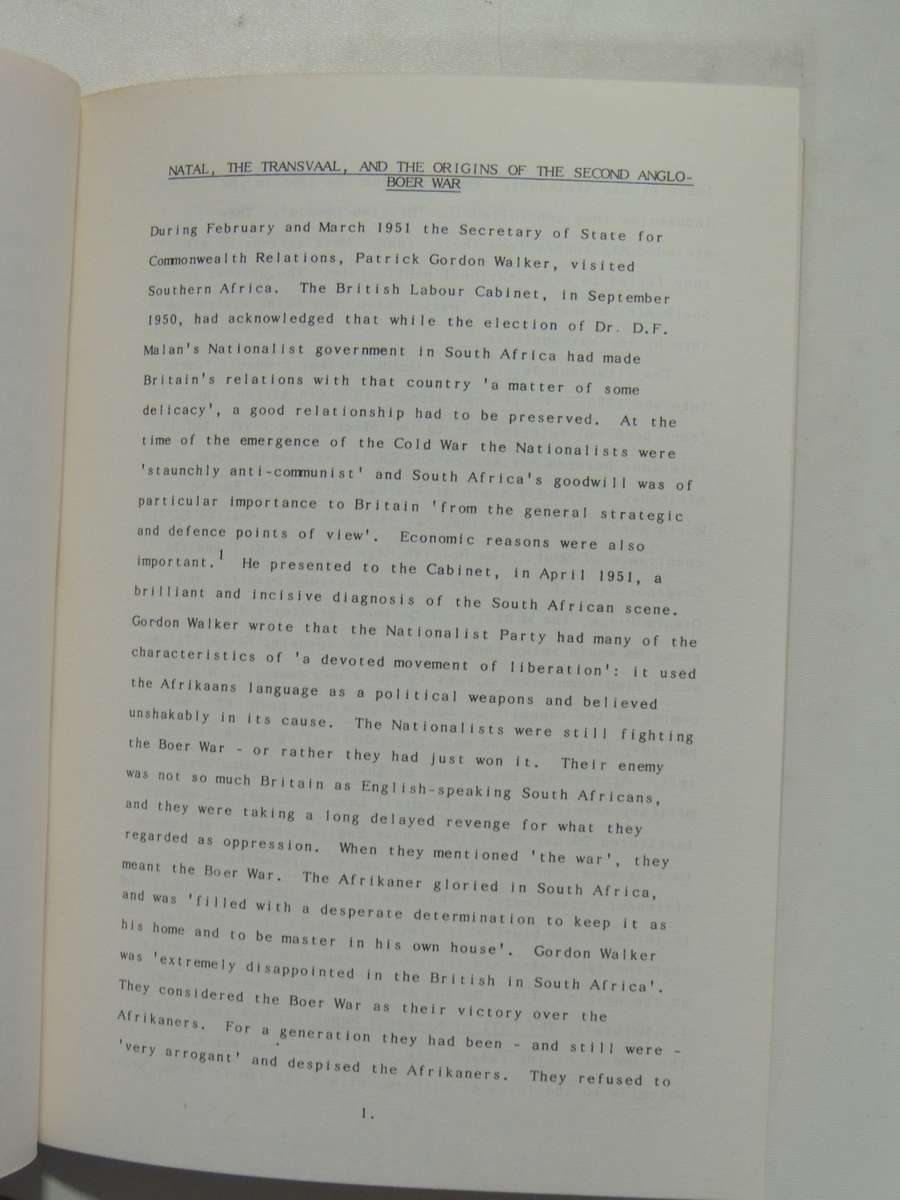 NATAL, THE TRANSVAAL, AND THE ORIGINS OF THE SECOND ANGLO-
BOER WAR
During February and March 1951 the Secretary of State for
Commonwealth Relations, Patrick Gordon Walker, visited
Southern Africa. The British Labour Cabinet, in September
1950, had acknowledged that while the election of Dr. D.F.
Malan's Nationalist government in South Africa had made
Britain's relations with that country 'a matter of some
delicacy', a good relationship had to be preserved. At the
time of the emergence of the Cold War the Nationalists were
'staunchly anti-communist' and South Africa's goodwill was of
particular importance to Britain 'from the general strategic
and defence points of view'. Economic reasons were also
important.1 He presented to the Cabinet, in April 1951, a
brilliant and incisive diagnosis of the South African scene.
Gordon Walker wrote that the Nationalist Party had many of the
characteristics of 'a devoted movement of liberation': it used
the Afrikaans language as a political weapons and believed
unshakably in its cause. The Nationalists were still fighting
the Boer War - or rather they had just won it. Their enemy
was not so much Britain as English-speaking South Africans,
and they were taking a long delayed revenge for what they
regarded as oppression. When they mentioned 'the war', they
meant the Boer War. The Afrikaner gloried in South Africa,
and was 'filled with a desperate determination to keep it as
his home and to be master in his own house'. Gordon Walker
was 'extremely disappointed in the British in South Africa'.
They considered the Boer War as their victory over the
Afrikaners. For a generation they had been - and still were -
'very arrogant' and despised the Afrikaners. They refused to
1.